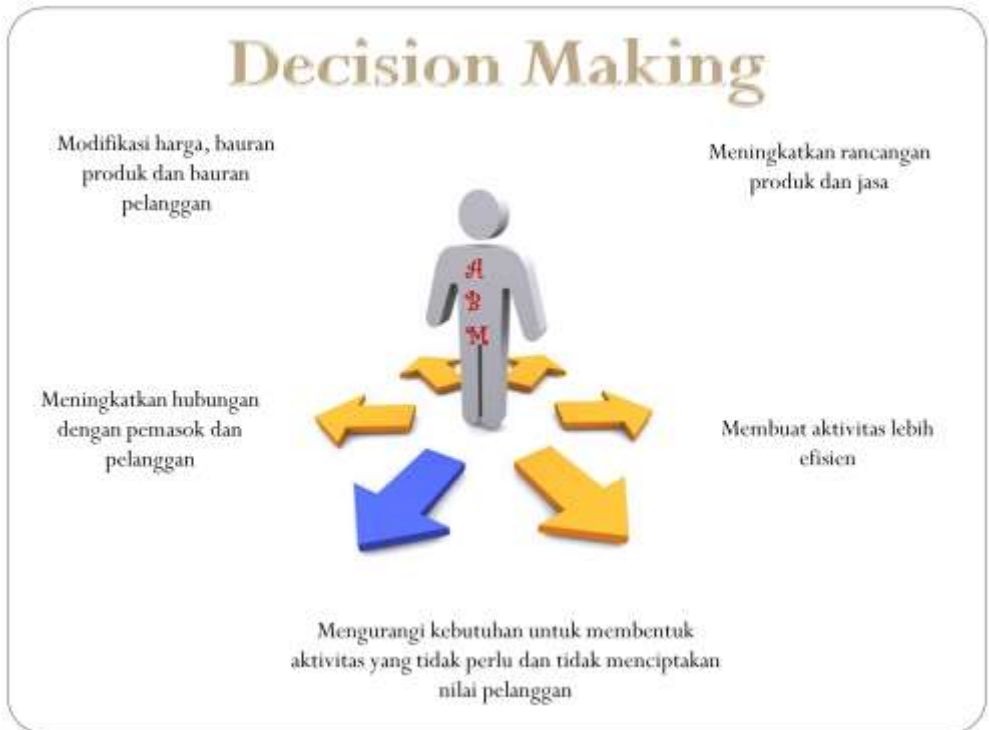 Decision Making
Modifikasi harga, bauran
produk dan bauran
pelanggan
Meningkatkan rancangan
produk dan jasa
A
B
M
Meningkatkan hubungan
dengan pemasok dan
pelanggan
Membuat aktivitas lebih
efisien
Mengurangi kebutuhan untuk membentuk
aktivitas yang tidak perlu dan tidak menciptakan
nilai pelanggan